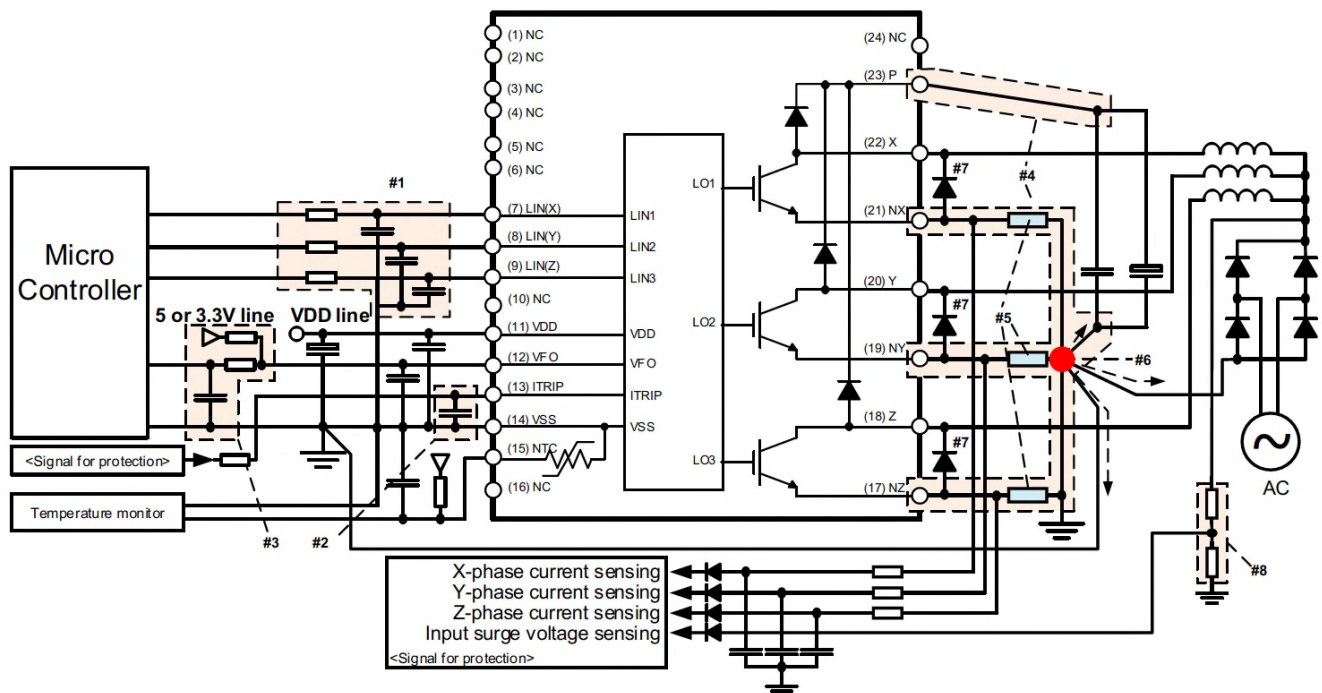 (1) NC
(2) NC
(3) NC
(4) NC
(5) NC
(6) NC
(7) LIN(X)
(8) LIN(Y)
(9) LIN(Z)
(10) NC
(11) VDD
(12) VFO
(13) ITRIP
(14) VSS
(15) NTC
(16) NC
LIN1
LIN2
LIN3
VDD
VFO
ITRIP
VSS
LO1
LO2
LO3
(24) NC
(23) P
(22) X
(21) NX
(20) Y
(19) NY
(18) Z
(17) NZ
Micro
Controller
5 or 3.3V line
VDD line
<Signal for protection>
Temperature monitor
#1
#2
#3
#4
#5
#6
#7
#7
#7
#8
AC
X-phase current sensing
Y-phase current sensing
Z-phase current sensing
Input surge voltage sensing
<Signal for protection>